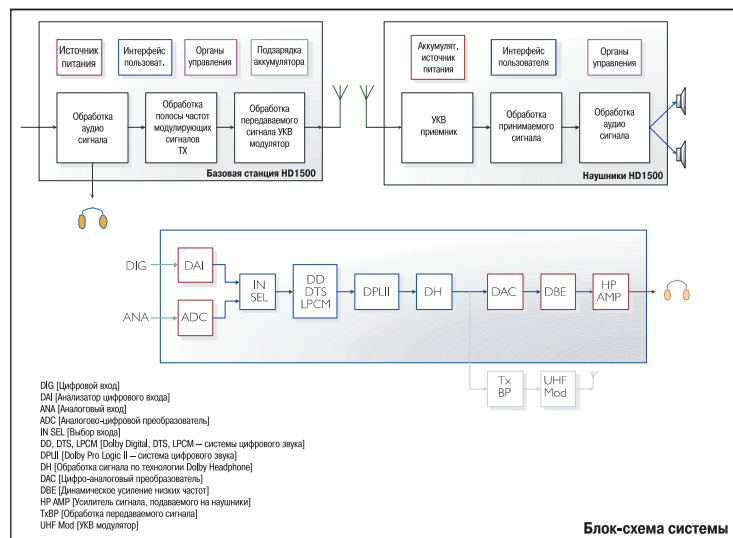 Источник
питания
Интерфейс
пользоват.
Органы
управления
Подзарядка
аккумулятора
Обработка
аудио
сигнала
Обработка
полосы частот
модулирующих
сигналов
TX
Обработка
передаваемого
сигнала УКВ
модулятор
Базовая станция HD1500
Аккумулят,
источник
питания
Интерфейс
пользователя
Органы
управления
УКВ
приемник
Обработка
принимаемого
сигнала
Обработка
аудио
сигнала
Наушники HD1500
DIG
DAI
ANA
ADC
IN
SEL
DD
DTS
LPCM
DPLII
DH
DAC
DBE
HP
AMP
Tx
BP
UHF
Mod
DIG [Цифровой вход]
DAI [Анализатор цифрового входа]
ANA [Аналоговый вход]
ADC [Аналогово-цифровой преобразователь]
IN SEL [Выбор входа]
DD, DTS, LPCM [Dolby Digital, DTS, LPCM – системы цифрового звука]
DPLII [Dolby Pro Logic II – система цифрового звука]
DH [Обработка сигнала по технологии Dolby Headphone]
DAC [Цифро-аналоговый преобразователь]
DBE [Динамическое усиление низких частот]
HP AMP [Усилитель сигнала, подаваемого на наушники]
TxBP [Обработка передаваемого сигнала]
UHF Mod [УКВ модулятор]
Блок-схема системы